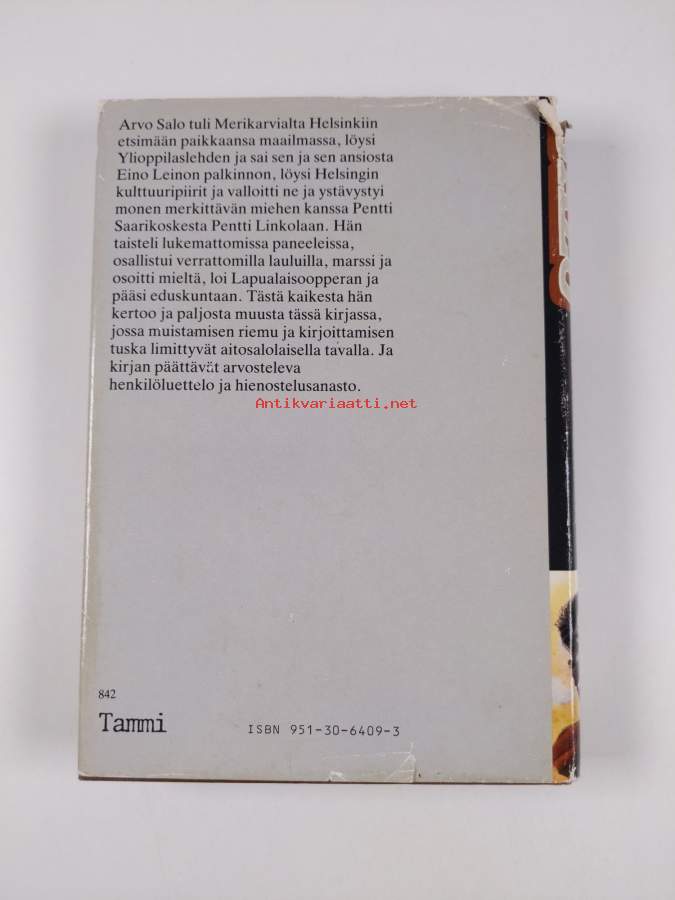 Arvo Salo tuli Merikarvialta Helsinkiin
etsimään paikkaansa maailmassa, löysi
Ylioppilaslehden ja sai sen ja sen ansiosta
Eino Leinon palkinnon, löysi Helsingin
kulttuuripiirit ja valloitti ne ja ystävystyi
monen merkittävän miehen kanssa Pentti
Saarikoskesta Pentti Linkolaan. Hän
taisteli lukemattomissa paneeleissa,
osallistui verrattomilla lauluilla, marssi ja
osoitti mieltä, loi Lapualaisoopperan ja
pääsi eduskuntaan. Tästä kaikesta hän
kertoo ja paljosta muusta tässä kirjassa,
jossa muistamisen riemu ja kirjoittamisen
tuska limittyvät aitosalolaisella tavalla. Ja
kirjan päättävät arvosteleva
henkilöluettelo ja hienostelusanasto.
Antikvariaatti.net
842
Tammi
ISBN 951-30-6409-3